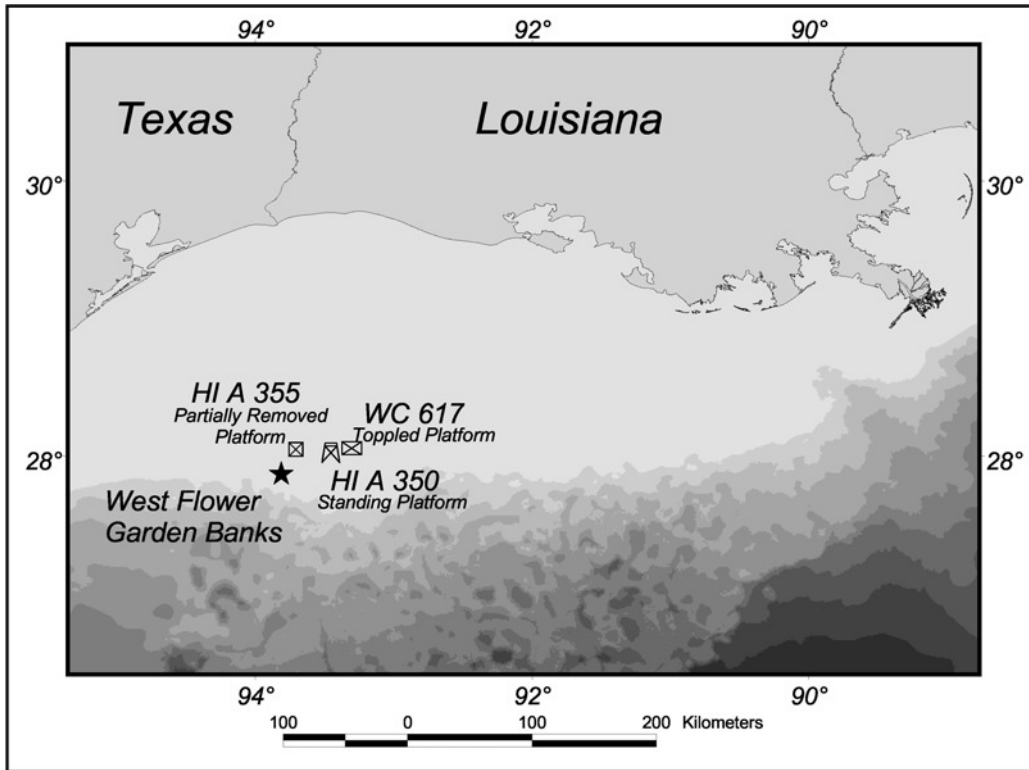 94°
92°
90°
Texas
Louisiana
30°
30°
HI A 355
Partially Removed
Platform
WC 617
Toppled Platform
28°
28°
HI A 350
Standing Platform
West Flower
Garden Banks
94°
92°
90°
100 0 100 200 Kilometers